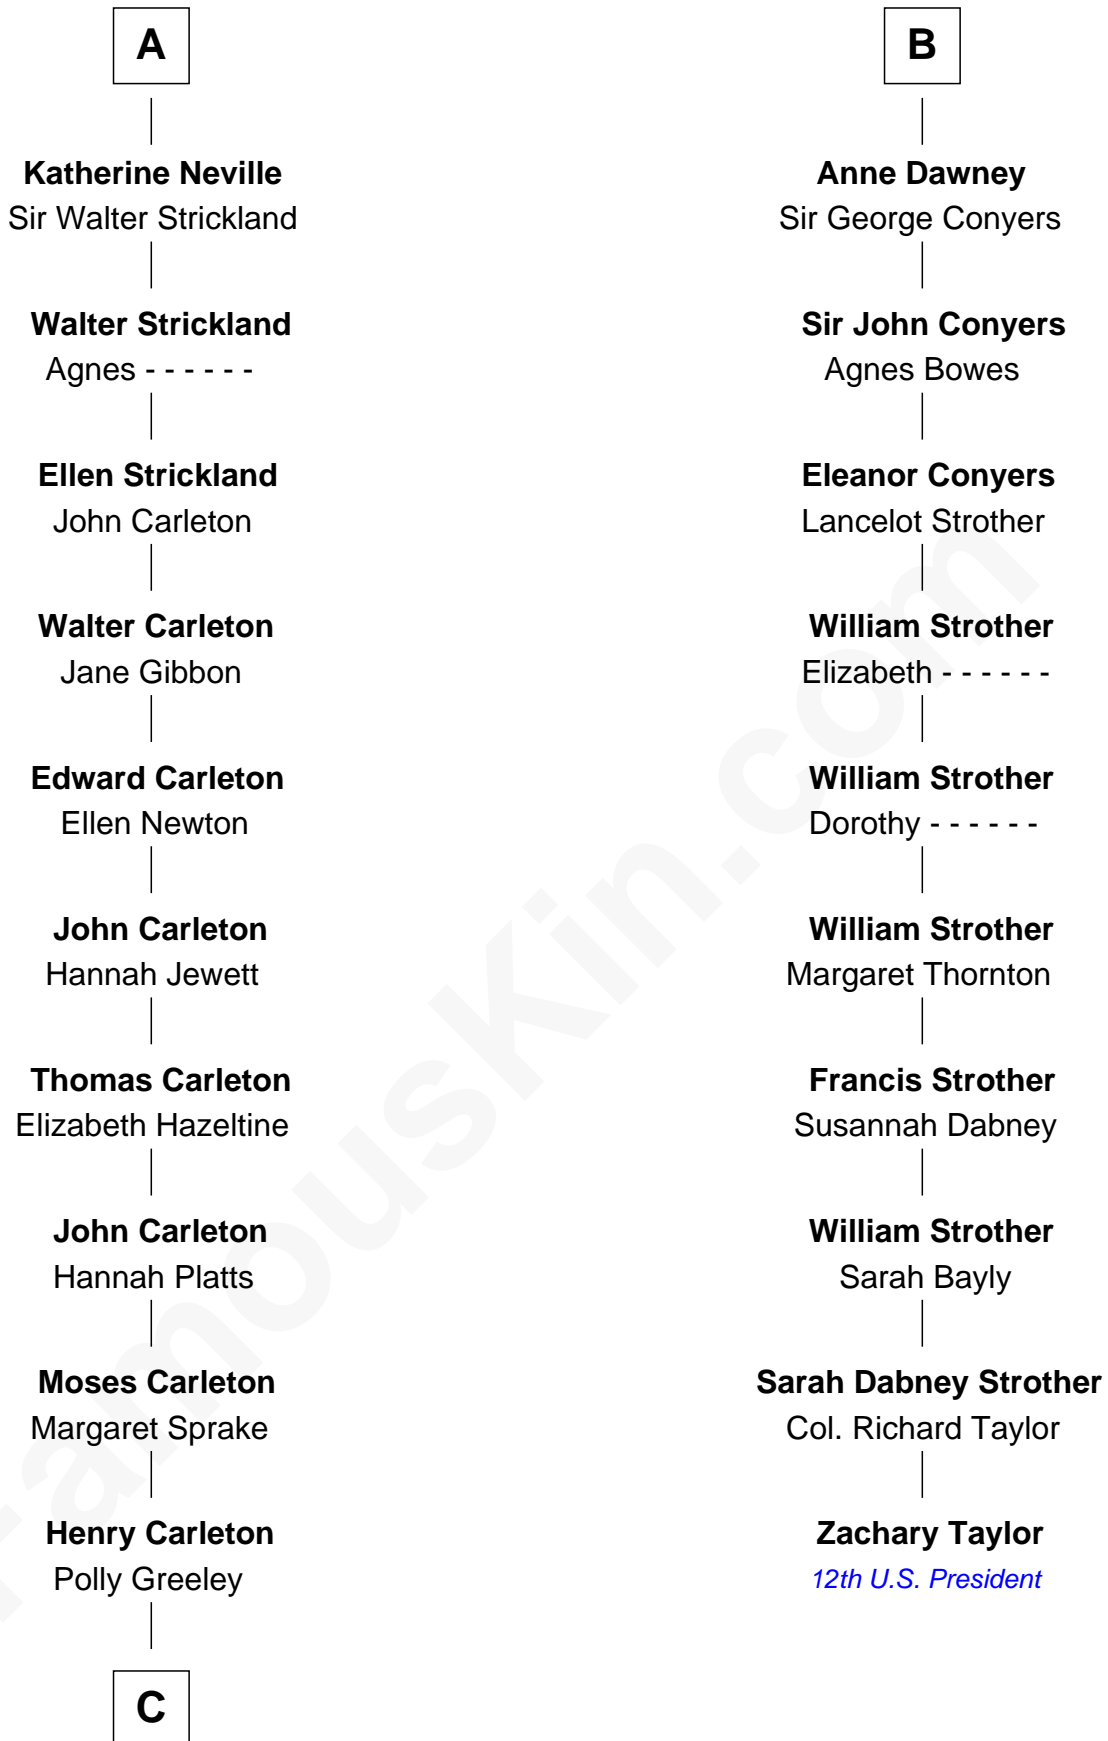 A
Katherine Neville
Sir Walter Strickland
Walter Strickland
Agnes - - - - - -
Ellen Strickland
John Carleton
Walter Carleton
Jane Gibbon
Edward Carleton
Ellen Newton
John Carleton
Hannah Jewett
Thomas Carleton
Elizabeth Hazeltine
John Carleton
Hannah Platts
Moses Carleton
Margaret Sprake
Henry Carleton
Polly Greeley
C
B
Anne Dawney
Sir George Conyers
Sir John Conyers
Agnes Bowes
Eleanor Conyers
Lancelot Strother
William Strother
Elizabeth - - - - - -
William Strother
Dorothy - - - - - -
William Strother
Margaret Thornton
Francis Strother
Susannah Dabney
William Strother
Sarah Bayly
Sarah Dabney Strother
Col. Richard Taylor
Zachary Taylor
12th U.S. President
FamousKin.com